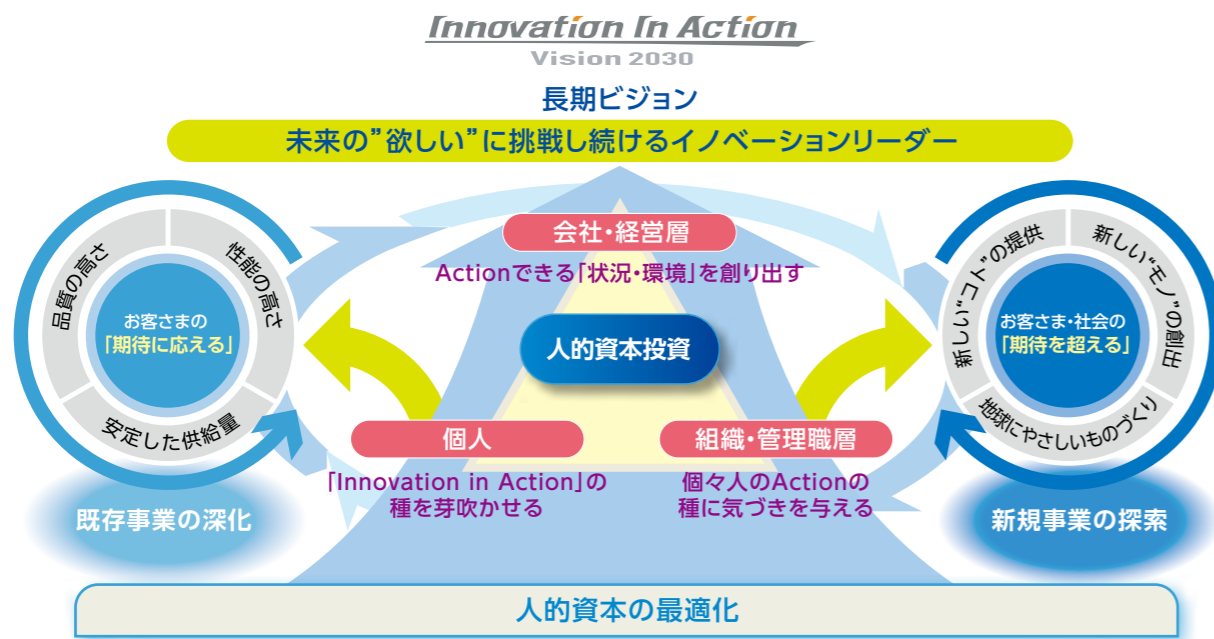 Innovation In Action
Vision 2030
長期ビジョン
未来の”欲しい”に挑戦し続けるイノベーションリーダー
会社・経営層
Actionできる「状況・環境」を創り出す
品質の高さ
性能の高さ
安定した供給量
お客さまの
「期待に応える」
既存事業の深化
人的資本投資
個人
「Innovation in Action」の
種を芽吹かせる
組織・管理職層
個々人のActionの
種に気づきを与える
新しい“コト”の提供
新しい“モノ”の創出
地球にやさしいものづくり
お客さま・社会の
「期待を超える」
新規事業の探索
人的資本の最適化